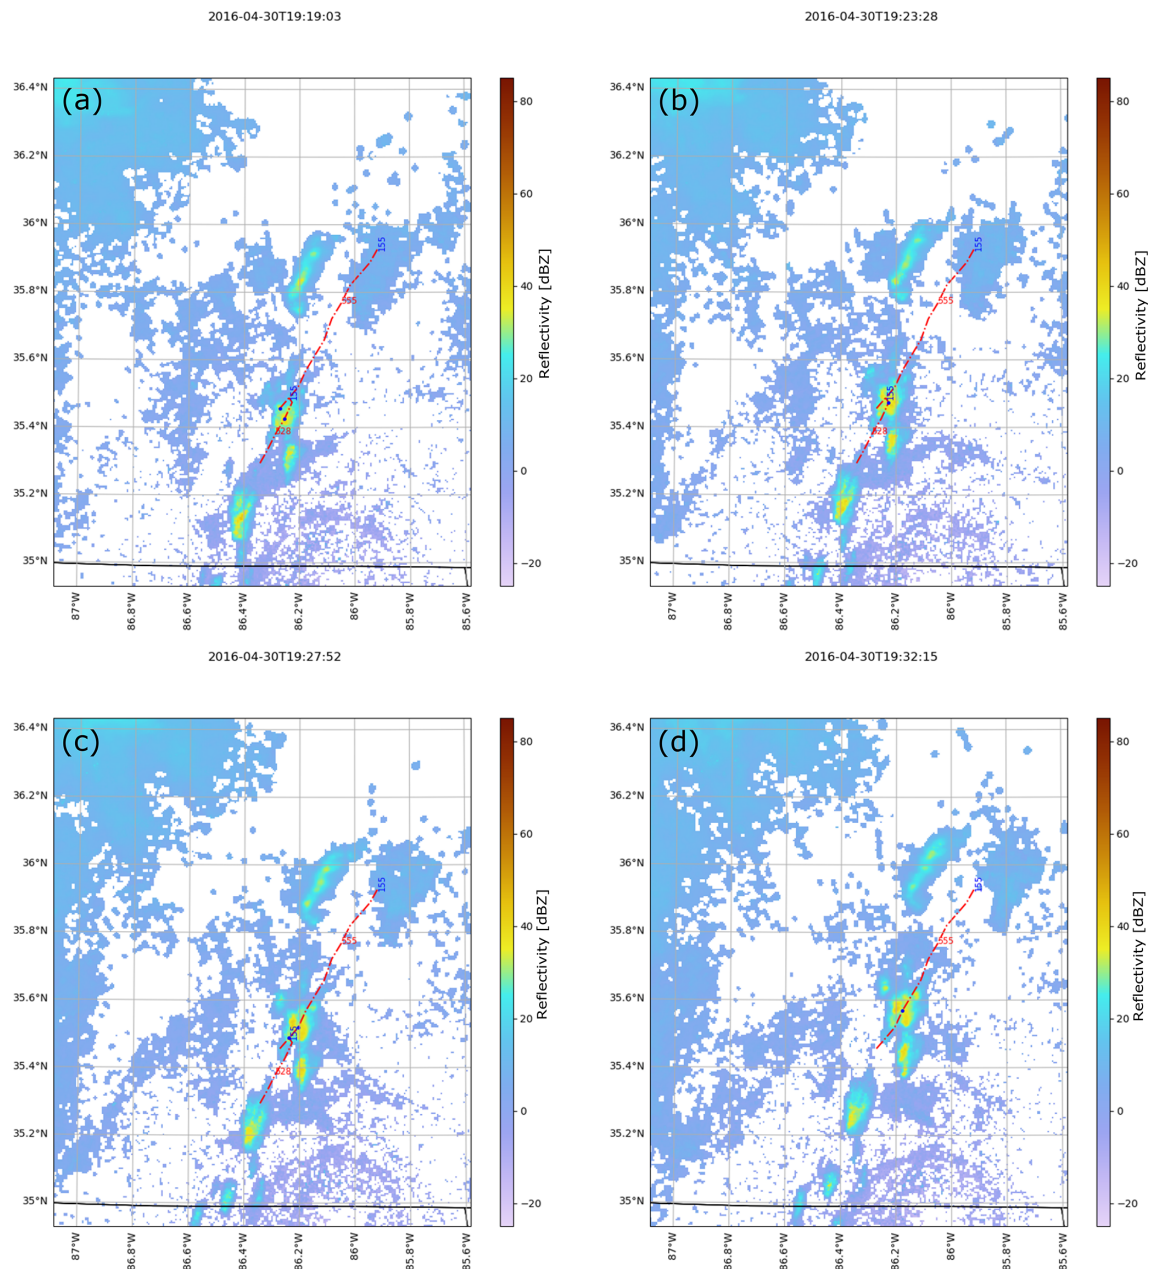 2016-04-30T19:19:03
2016-04-30T19:23:28
(a)
36.4°N
36.2°N
36°N
35.8°N
35.6°N
35.4°N
35.2°N
35°N
87°W
86.8°W
86.6°W
86.4°W
86.2°W
86°W
85.8°W
85.6°W
155
555
155
828
80
60
40
20
0
−20
Reflectivity [dBZ]
(b)
36.4°N
36.2°N
36°N
35.8°N
35.6°N
35.4°N
35.2°N
35°N
87°W
86.8°W
86.6°W
86.4°W
86.2°W
86°W
85.8°W
85.6°W
155
555
155
828
80
60
40
20
0
−20
Reflectivity [dBZ]
2016-04-30T19:27:52
2016-04-30T19:32:15
(c)
36.4°N
36.2°N
36°N
35.8°N
35.6°N
35.4°N
35.2°N
35°N
87°W
86.8°W
86.6°W
86.4°W
86.2°W
86°W
85.8°W
85.6°W
155
555
155
828
80
60
40
20
0
−20
Reflectivity [dBZ]
(d)
36.4°N
36.2°N
36°N
35.8°N
35.6°N
35.4°N
35.2°N
35°N
87°W
86.8°W
86.6°W
86.4°W
86.2°W
86°W
85.8°W
85.6°W
155
555
80
60
40
20
0
−20
Reflectivity [dBZ]